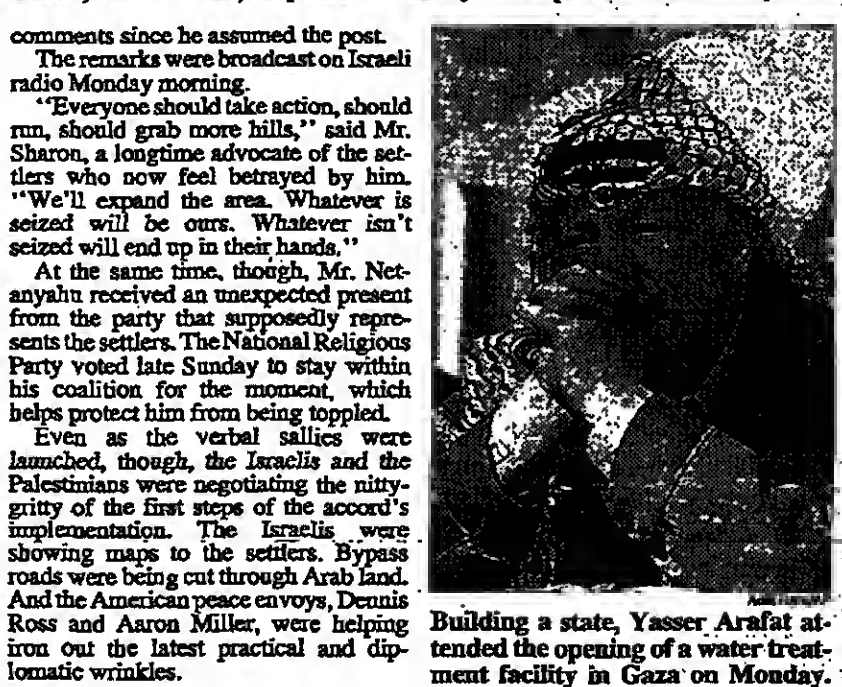 comments since he assumed the post.
The remarks were broadcast on Israeli
radio Monday morning.
"Everyone should take action, should
run, should grab more hills," said Mr.
Sharon, a longtime advocate of the set-
tlers who now feel betrayed by him.
"We'll expand the area. Whatever is
seized will be ours. Whatever isn't
seized will end up in their hands."
At the same time, though, Mr. Net-
anyahu received an unexpected present
from the party that supposedly repre-
sents the settlers. The National Religious
Party voted late Sunday to stay within
his coalition for the moment, which
helps protect him from being toppled.
Even as the verbal sallies were
launched, though, the Israelis and the
Palestinians were negotiating the nitty-
gritty of the first steps of the accord's
implementation. The Israelis were
showing maps to the settlers. Bypass
roads were being cut through Arab land.
And the American peace envoys, Dennis
Ross and Aaron Miller, were helping
iron out the latest practical and dip-
lomatic wrinkles.
Building a state, Yasser Arafat at-
tended the opening of a water treat-
ment facility in Gaza on Monday.